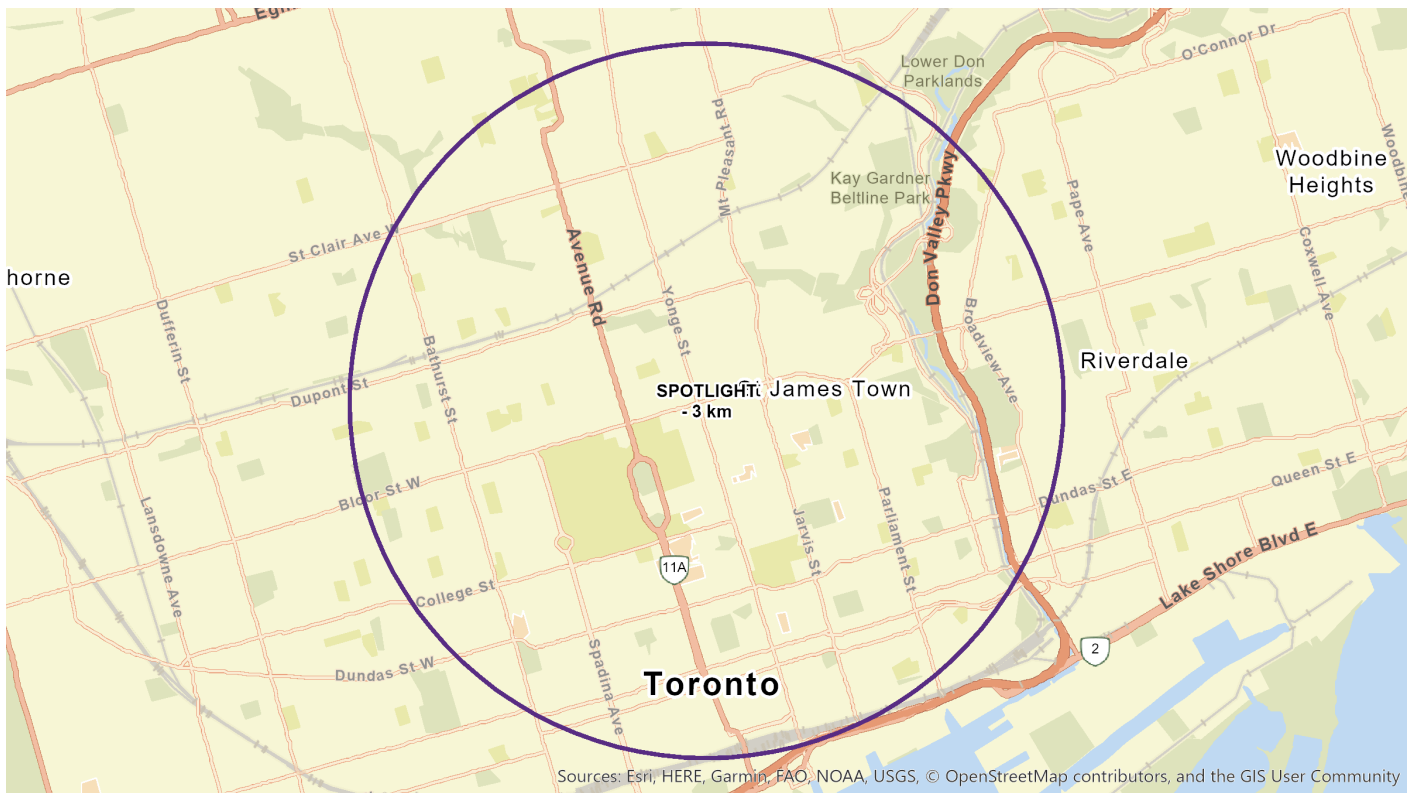 Egli
O'Connor Dr
Lower Don
Parklands
Mt Pleasant Rd
Woodbine
Woodbine
Heights
Don Valley Pkwy
Kay Gardner
Beltline Park
Pape Ave
St Clair Ave W
Avenue Rd
Coxwell Ave
horne
Dufferin St
Yonge St
Broadview Ave
Bathurst St
Dupont St
Riverdale
SPOTLIGHT
- 3 km
St James Town
Bloor St W
Queen St E
Dundas St E
Lansdowne Ave
Jarvis St
Parliament St
11A
Lake Shore Blvd E
College St
2
Dundas St W
Spadina Ave
Toronto
Sources: Esri, HERE, Garmin, FAO, NOAA, USGS, © OpenStreetMap contributors, and the GIS User Community